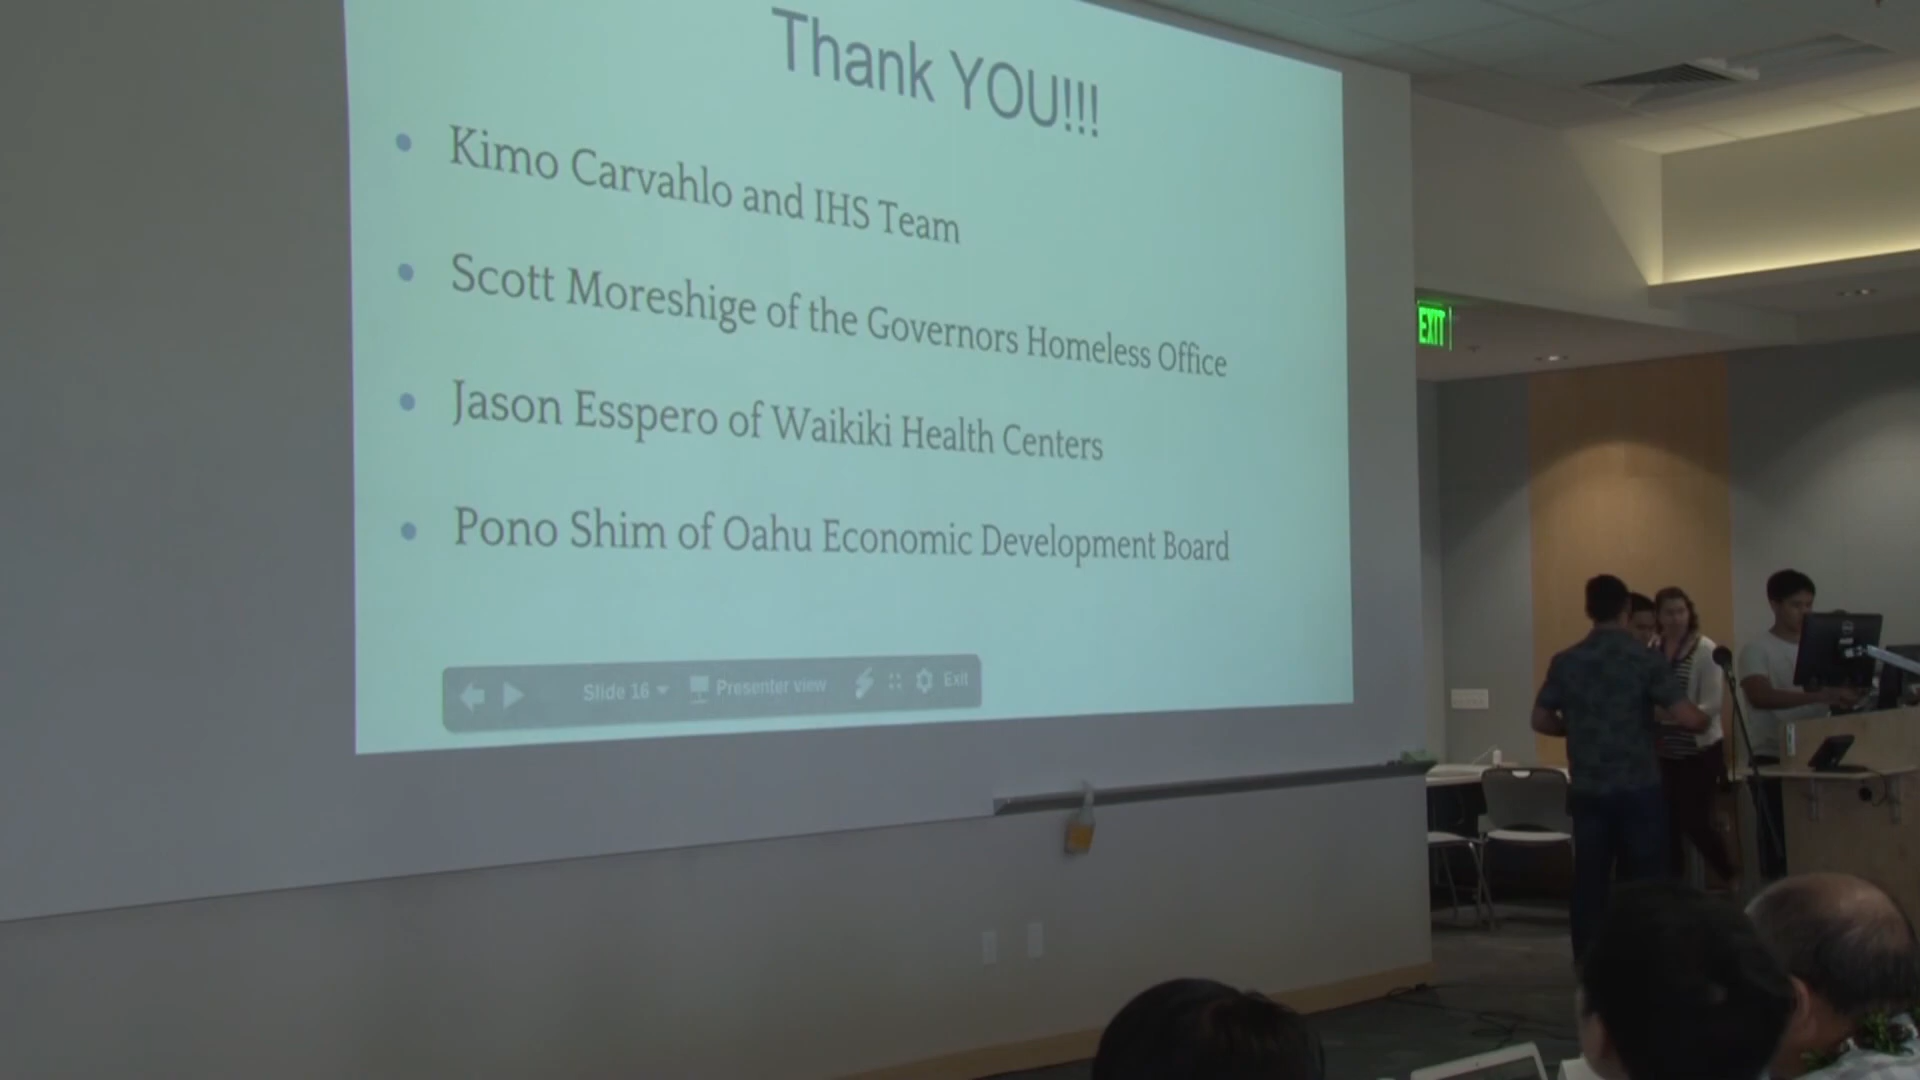 Thank YOU!!!
Kimo Carvahlo and IHS Team
Scott Moreshige of the Governors Homeless Office
Jason Esspero of Waikiki Health Centers
Pono Shim of Oahu Economic Development Board
Slide 16 Presenter view Exit
EXIT